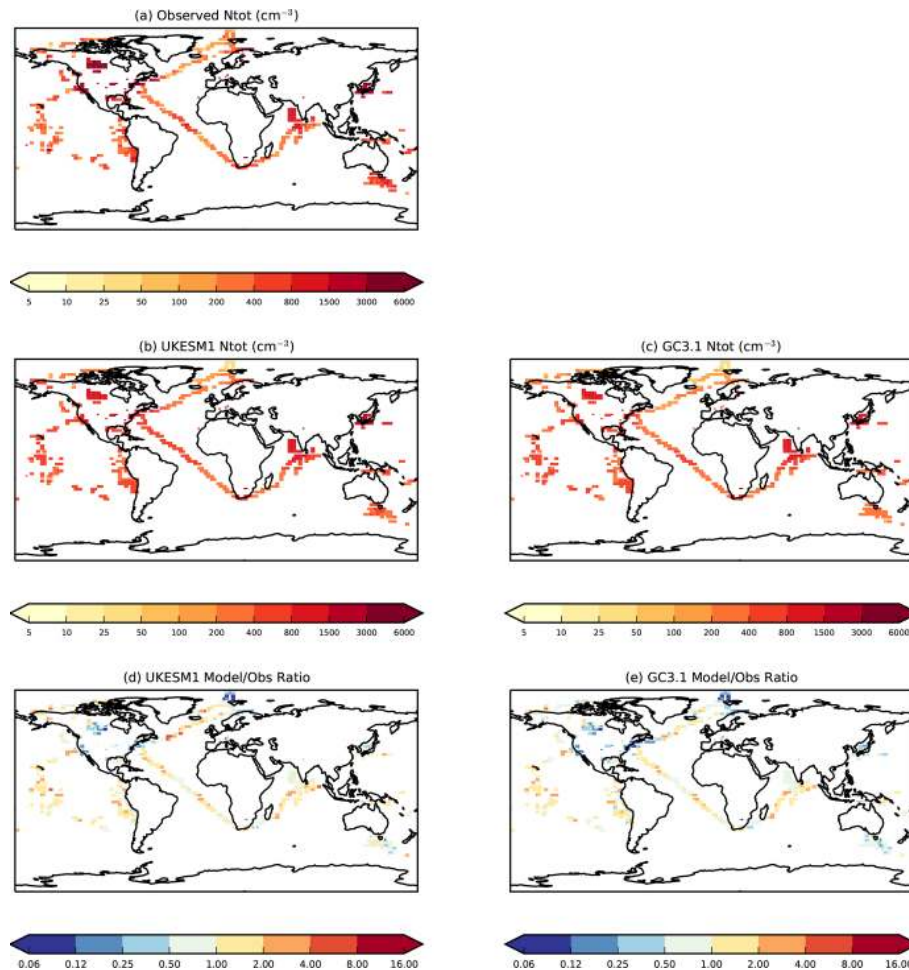 (a) Observed Ntot (cm⁻³)
5 10 25 50 100 200 400 800 1500 3000 6000
(b) UKESM1 Ntot (cm⁻³)
(c) GC3.1 Ntot (cm⁻³)
5 10 25 50 100 200 400 800 1500 3000 6000
5 10 25 50 100 200 400 800 1500 3000 6000
(d) UKESM1 Model/Obs Ratio
(e) GC3.1 Model/Obs Ratio
0.06 0.12 0.25 0.50 1.00 2.00 4.00 8.00 16.00
0.06 0.12 0.25 0.50 1.00 2.00 4.00 8.00 16.00